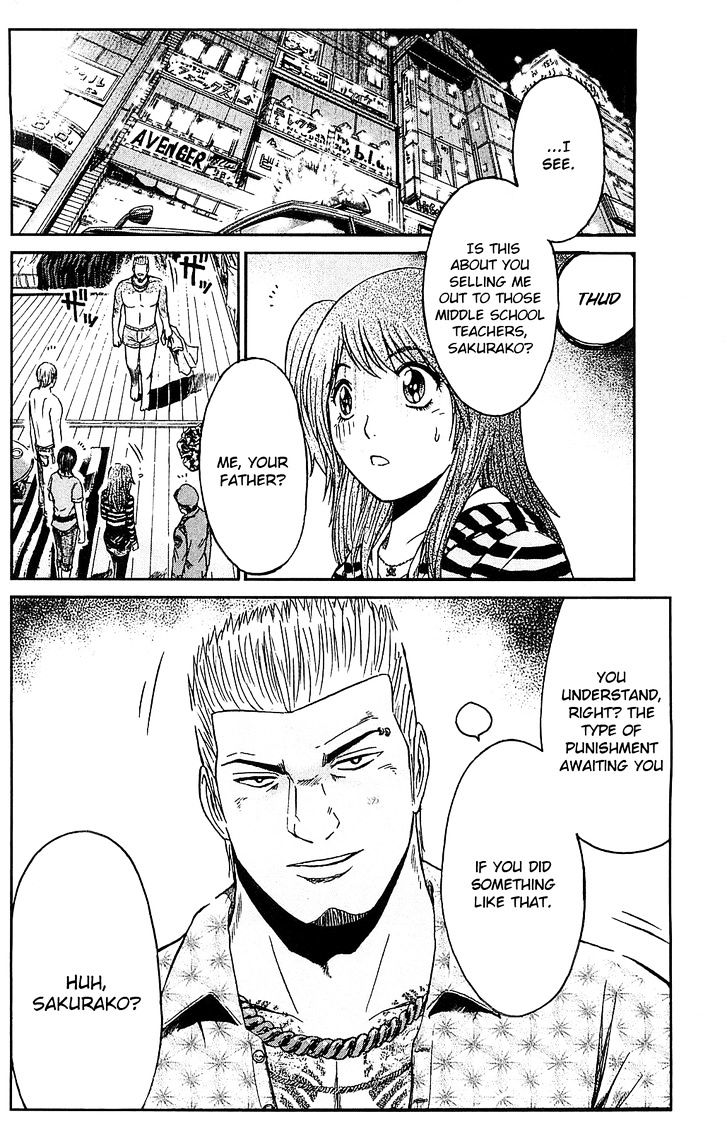 ...I
SEE.
AVENGER
b.l.u
IS THIS
ABOUT YOU
SELLING ME
OUT TO THOSE
MIDDLE SCHOOL
TEACHERS,
SAKURAKO?
THUD
ME, YOUR
FATHER?
YOU
UNDERSTAND,
RIGHT? THE
TYPE OF
PUNISHMENT
AWAITING YOU
IF YOU DID
SOMETHING
LIKE THAT.
HUH,
SAKURAKO?